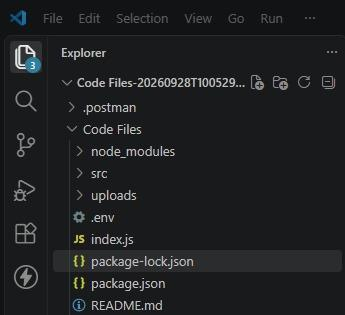 File Edit Selection View Go Run ...
Explorer ...
3
Code Files-20260928T100529...
.postman
Code Files
node_modules
src
uploads
.env
JS index.js
{} package-lock.json
{} package.json
README.md